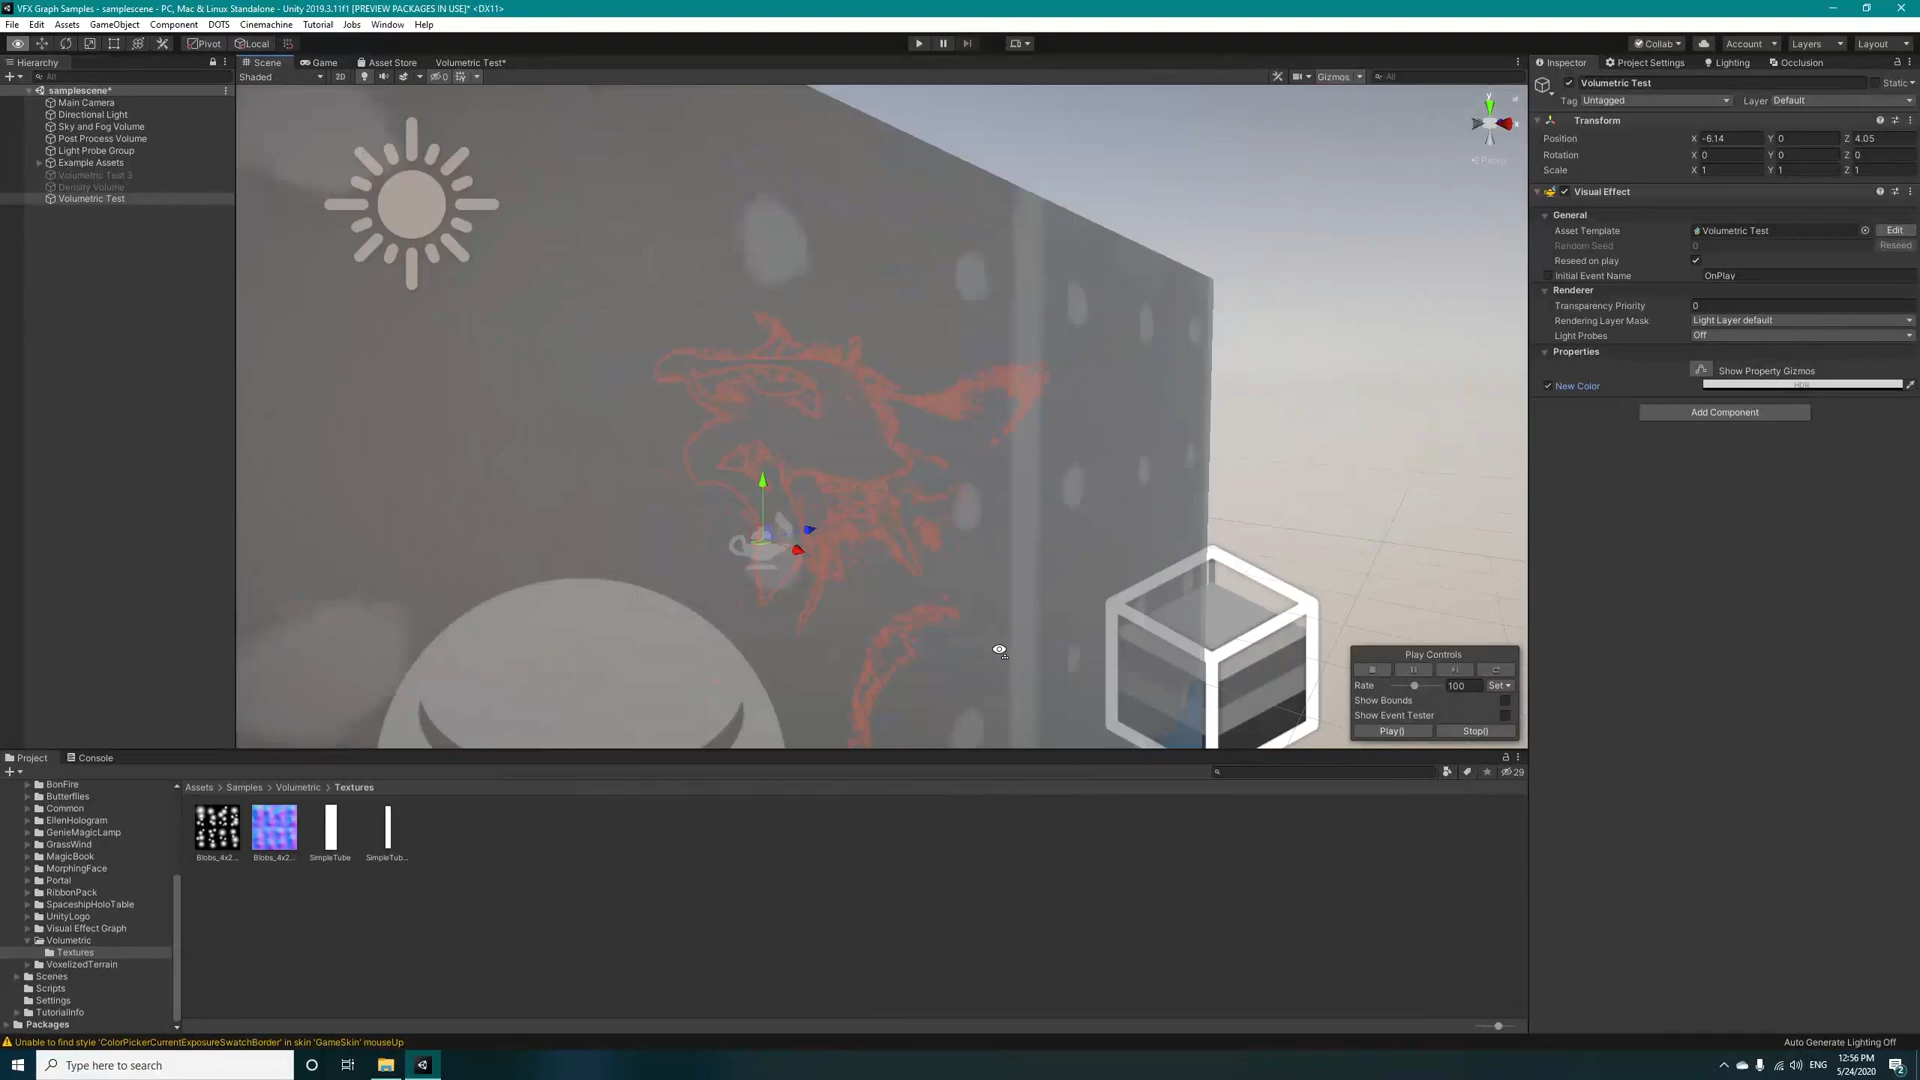 VFX Graph Samples - samplescene - PC, Mac & Linux Standalone - Unity 2019.3.11f1 [PREVIEW PACKAGES IN USE]* <DX11>
File Edit Assets GameObject Component DOTS Cinemachine Tutorial Jobs Window Help
Pivot Local Collab Account Layers Layout
Hierarchy
All
samplescene*
Main Camera
Directional Light
Sky and Fog Volume
Post Process Volume
Light Probe Group
Example Assets
Volumetric Test 3
Density Volume
Volumetric Test
Scene Game Asset Store Volumetric Test*
Shaded 2D 0 Gizmos All
y
x
Persp
Play Controls
Rate 100 Set
Show Bounds
Show Event Tester
Play() Stop()
Inspector Project Settings Lighting Occlusion
Volumetric Test Static
Tag Untagged Layer Default
Transform
Position X -6.14 Y 0 Z 4.05
Rotation X 0 Y 0 Z 0
Scale X 1 Y 1 Z 1
Visual Effect
General
Asset Template Volumetric Test Edit
Random Seed 0 Reseed
Reseed on play
Initial Event Name OnPlay
Renderer
Transparency Priority 0
Rendering Layer Mask Light Layer default
Light Probes Off
Properties
Show Property Gizmos
New Color HDR
Add Component
Project Console
29
BonFire
Butterflies
Common
EllenHologram
GenieMagicLamp
GrassWind
MagicBook
MorphingFace
Portal
RibbonPack
SpaceshipHoloTable
UnityLogo
Visual Effect Graph
Volumetric
Textures
VoxelizedTerrain
Scenes
Scripts
Settings
TutorialInfo
Packages
Assets > Samples > Volumetric > Textures
Blobs_4x2... Blobs_4x2... SimpleTube SimpleTub...
Unable to find style 'ColorPickerCurrentExposureSwatchBorder' in skin 'GameSkin' mouseUp
Auto Generate Lighting Off
Type here to search
ENG
12:56 PM
5/24/2020
2